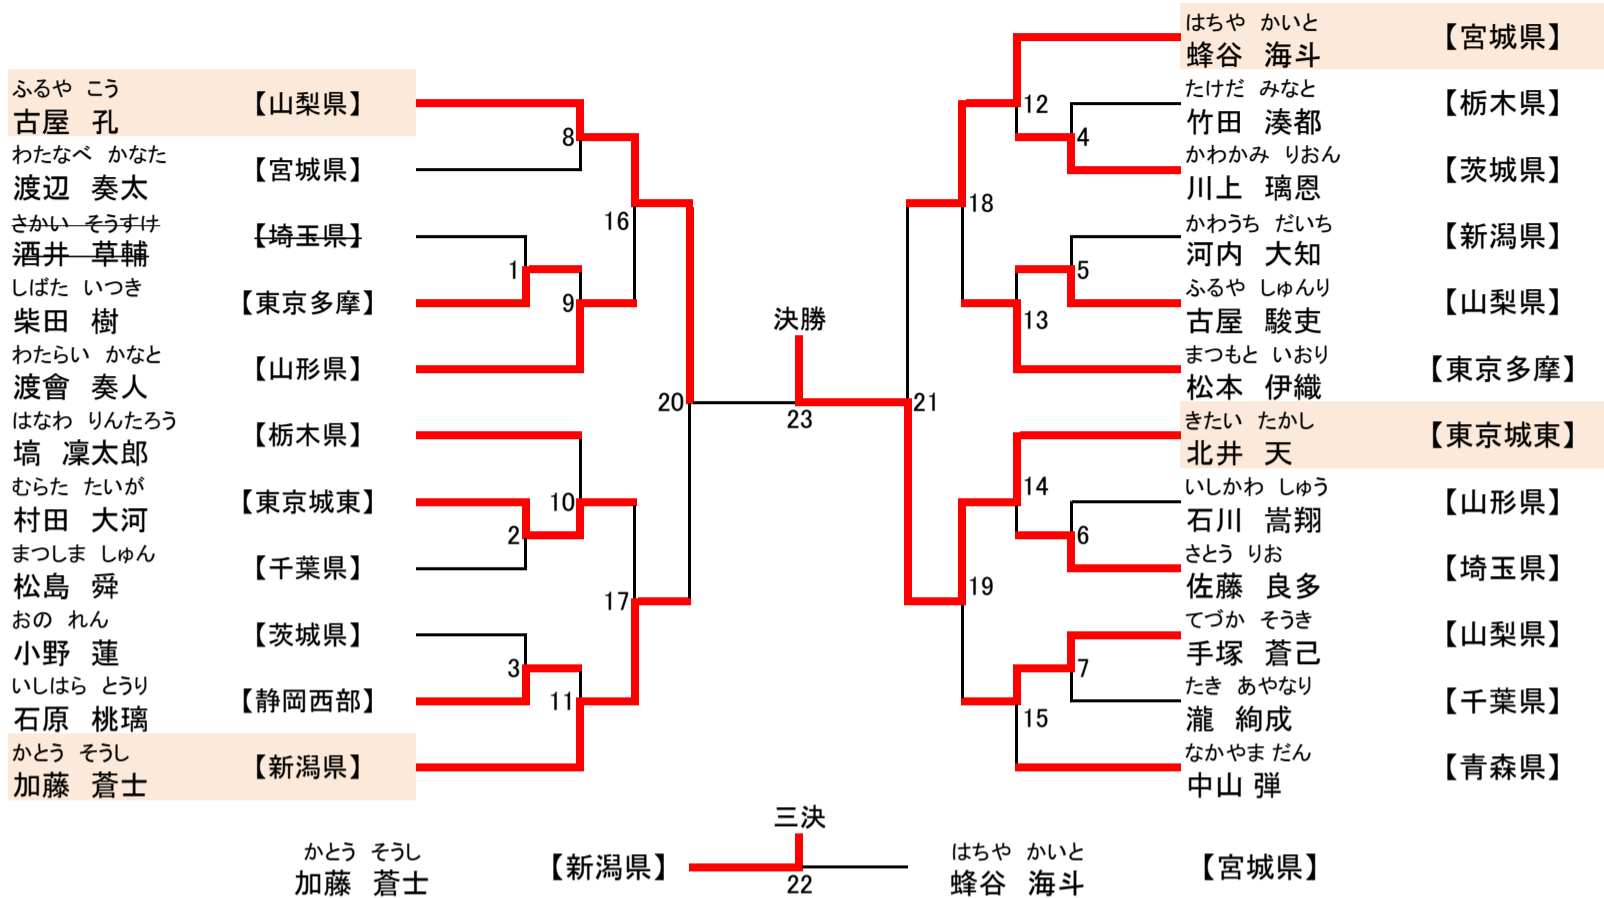 ふるや こう
古屋 孔
【山梨県】
わたなべ かなた
渡辺 奏太
【宮城県】
さかい そうすけ
酒井 草輔
【埼玉県】
しばた いつき
柴田 樹
【東京多摩】
わたらい かなと
渡會 奏人
【山形県】
はなわ りんたろう
塙 凜太郎
【栃木県】
むらた たいが
村田 大河
【東京城東】
まつしま しゅん
松島 舜
【千葉県】
おの れん
小野 蓮
【茨城県】
いしはら とうり
石原 桃璃
【静岡西部】
かとう そうし
加藤 蒼士
【新潟県】
8
16
1
9
20
10
2
17
3
11
決勝
23
12
4
18
5
13
21
14
6
19
7
15
はちや かいと
蜂谷 海斗
【宮城県】
たけだ みなと
竹田 湊都
【栃木県】
かわかみ りおん
川上 璃恩
【茨城県】
かわうち だいち
河内 大知
【新潟県】
ふるや しゅんり
古屋 駿吏
【山梨県】
まつもと いおり
松本 伊織
【東京多摩】
きたい たかし
北井 天
【東京城東】
いしかわ しゅう
石川 嵩翔
【山形県】
さとう りお
佐藤 良多
【埼玉県】
てづか そうき
手塚 蒼己
【山梨県】
たき あやなり
瀧 絢成
【千葉県】
なかやま だん
中山 弾
【青森県】
三決
22
かとう そうし
加藤 蒼士
【新潟県】
はちや かいと
蜂谷 海斗
【宮城県】